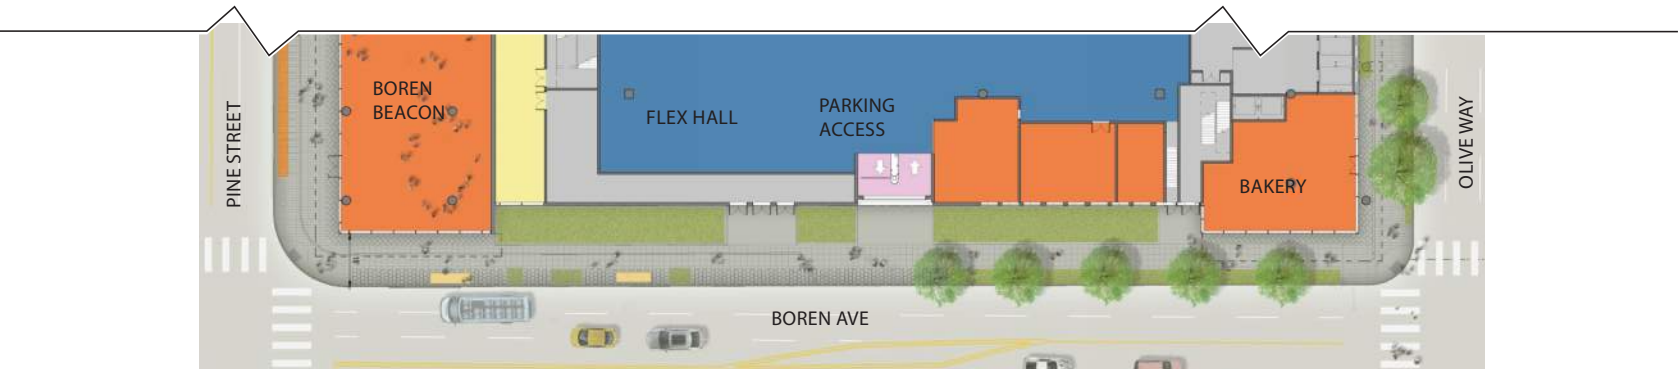 PINE STREET
BOREN
BEACON
FLEX HALL
PARKING
ACCESS
BAKERY
OLIVE WAY
BOREN AVE